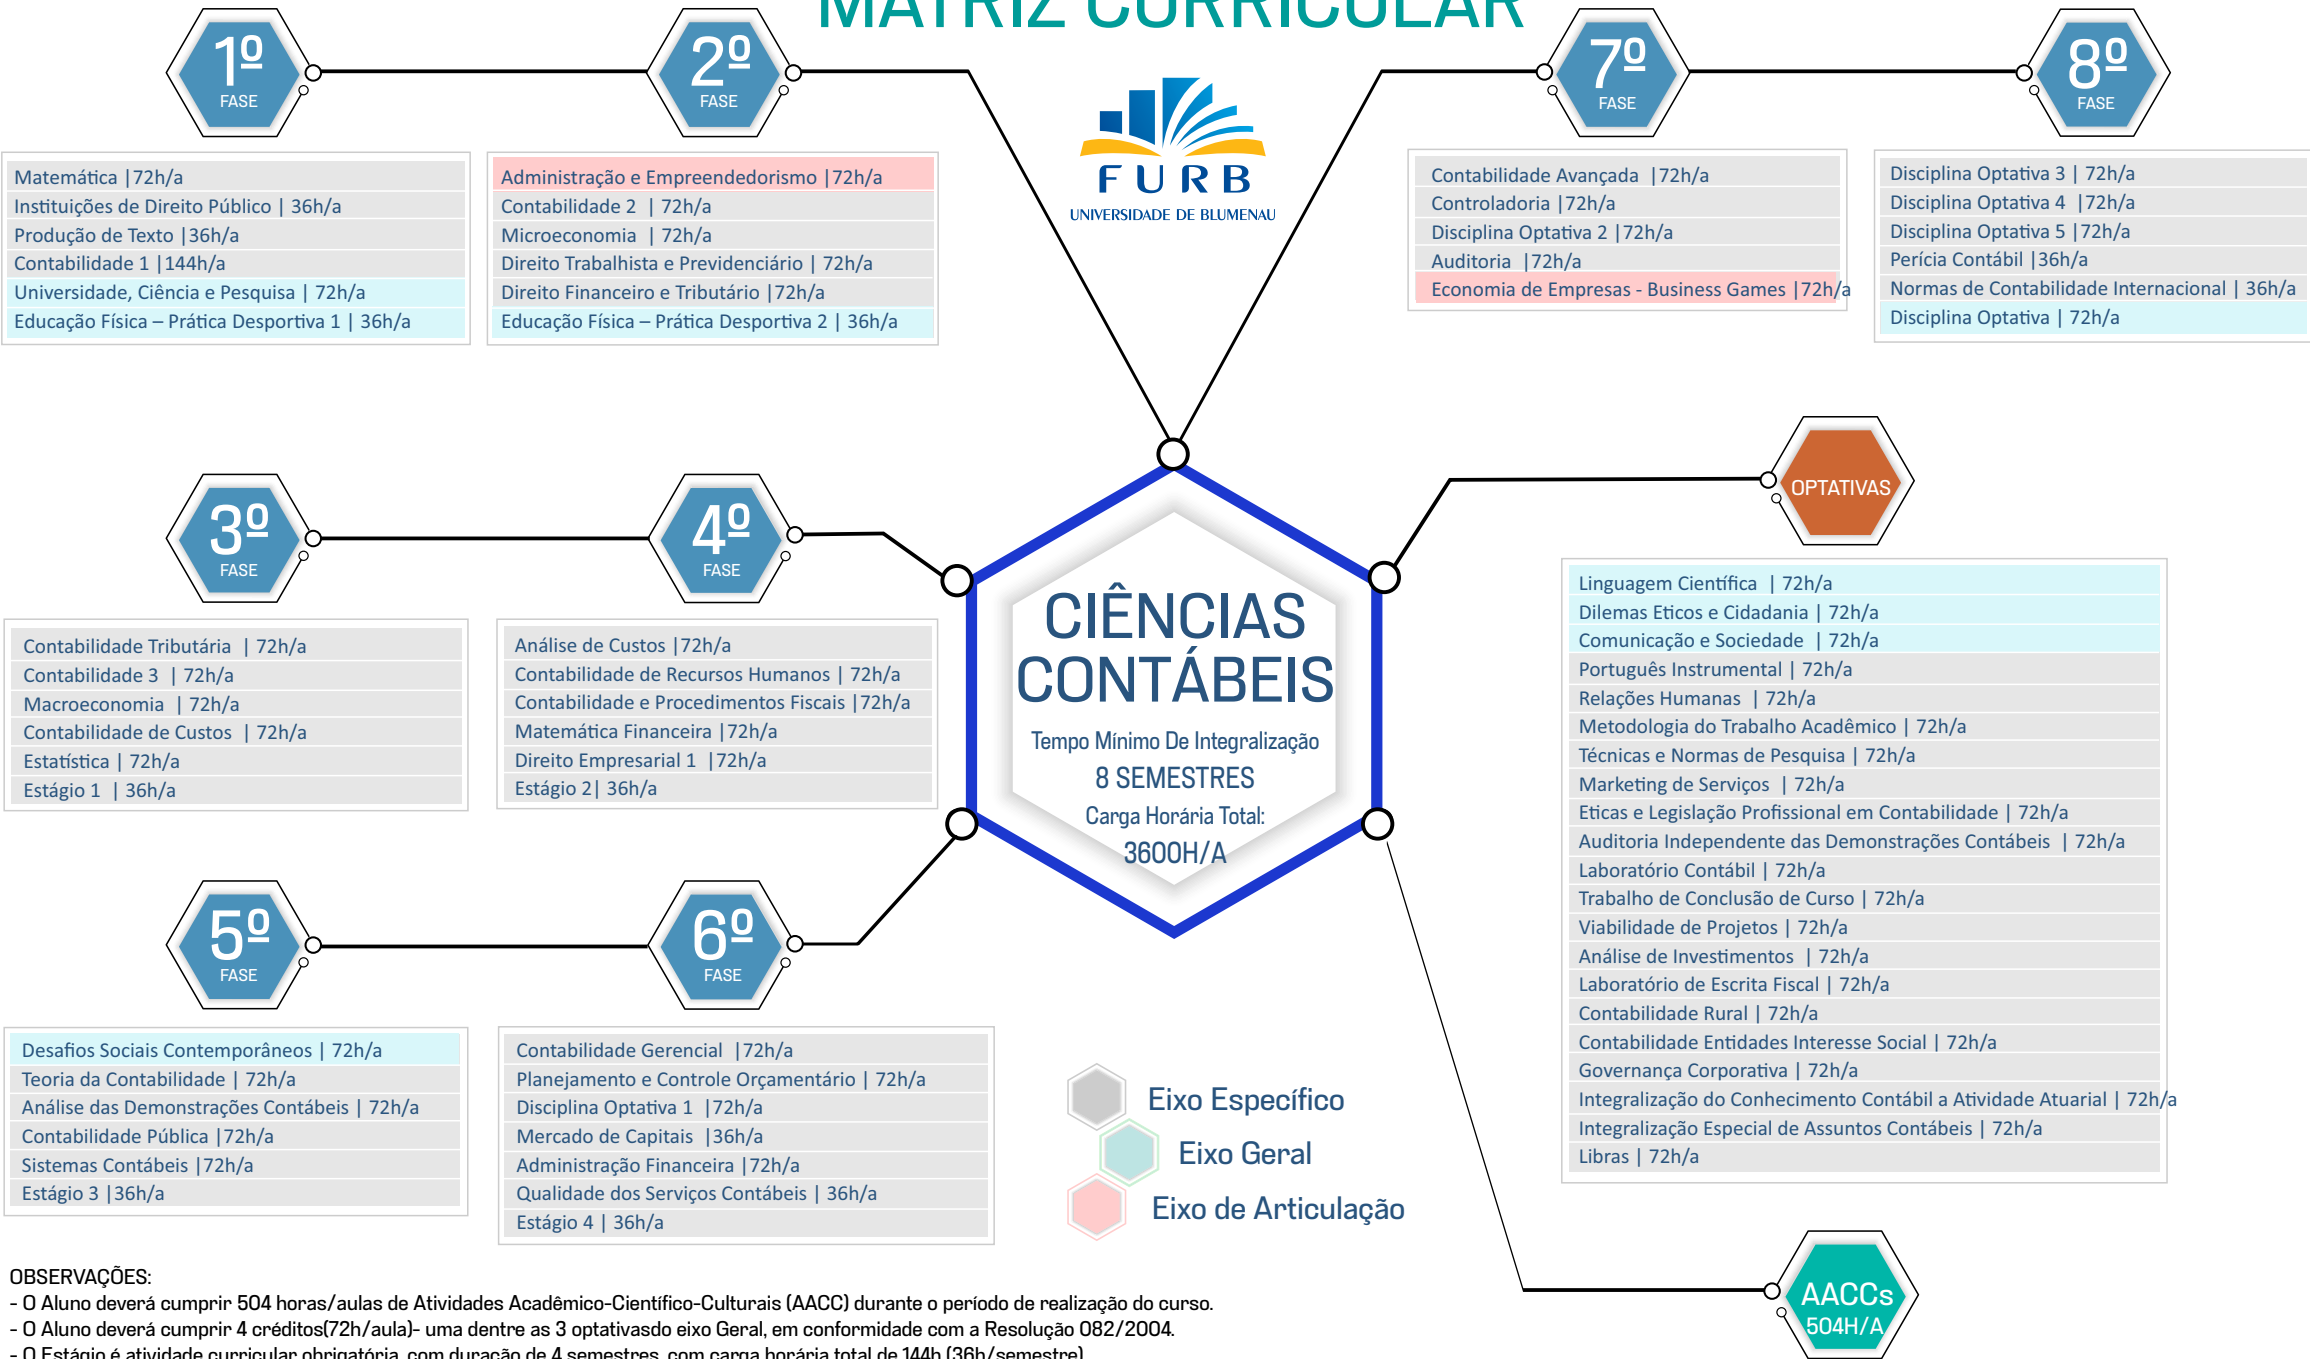 MATRIZ CURRICULAR
1º
FASE
Matemática |72h/a
Instituições de Direito Público | 36h/a
Produção de Texto |36h/a
Contabilidade 1 |144h/a
Universidade, Ciência e Pesquisa | 72h/a
Educação Física – Prática Desportiva 1 | 36h/a
2º
FASE
Administração e Empreendedorismo |72h/a
Contabilidade 2 | 72h/a
Microeconomia | 72h/a
Direito Trabalhista e Previdenciário | 72h/a
Direito Financeiro e Tributário |72h/a
Educação Física – Prática Desportiva 2 | 36h/a
FURB
UNIVERSIDADE DE BLUMENAU
7º
FASE
Contabilidade Avançada |72h/a
Controladoria |72h/a
Disciplina Optativa 2 |72h/a
Auditoria |72h/a
Economia de Empresas - Business Games |72h/a
8º
FASE
Disciplina Optativa 3 | 72h/a
Disciplina Optativa 4 |72h/a
Disciplina Optativa 5 |72h/a
Perícia Contábil |36h/a
Normas de Contabilidade Internacional | 36h/a
Disciplina Optativa | 72h/a
3º
FASE
Contabilidade Tributária | 72h/a
Contabilidade 3 | 72h/a
Macroeconomia | 72h/a
Contabilidade de Custos | 72h/a
Estatística | 72h/a
Estágio 1 | 36h/a
4º
FASE
Análise de Custos |72h/a
Contabilidade de Recursos Humanos | 72h/a
Contabilidade e Procedimentos Fiscais |72h/a
Matemática Financeira |72h/a
Direito Empresarial 1 |72h/a
Estágio 2| 36h/a
CIÊNCIAS
CONTÁBEIS
Tempo Mínimo De Integralização
8 SEMESTRES
Carga Horária Total:
3600H/A
OPTATIVAS
Linguagem Científica | 72h/a
Dilemas Eticos e Cidadania | 72h/a
Comunicação e Sociedade | 72h/a
Português Instrumental | 72h/a
Relações Humanas | 72h/a
Metodologia do Trabalho Acadêmico | 72h/a
Técnicas e Normas de Pesquisa | 72h/a
Marketing de Serviços | 72h/a
Eticas e Legislação Profissional em Contabilidade | 72h/a
Auditoria Independente das Demonstrações Contábeis | 72h/a
Laboratório Contábil | 72h/a
Trabalho de Conclusão de Curso | 72h/a
Viabilidade de Projetos | 72h/a
Análise de Investimentos | 72h/a
Laboratório de Escrita Fiscal | 72h/a
Contabilidade Rural | 72h/a
Contabilidade Entidades Interesse Social | 72h/a
Governança Corporativa | 72h/a
Integralização do Conhecimento Contábil a Atividade Atuarial | 72h/a
Integralização Especial de Assuntos Contábeis | 72h/a
Libras | 72h/a
5º
FASE
Desafios Sociais Contemporâneos | 72h/a
Teoria da Contabilidade | 72h/a
Análise das Demonstrações Contábeis | 72h/a
Contabilidade Pública |72h/a
Sistemas Contábeis |72h/a
Estágio 3 |36h/a
6º
FASE
Contabilidade Gerencial |72h/a
Planejamento e Controle Orçamentário | 72h/a
Disciplina Optativa 1 |72h/a
Mercado de Capitais |36h/a
Administração Financeira |72h/a
Qualidade dos Serviços Contábeis | 36h/a
Estágio 4 | 36h/a
Eixo Específico
Eixo Geral
Eixo de Articulação
AACCs
504H/A
OBSERVAÇÕES:
- O Aluno deverá cumprir 504 horas/aulas de Atividades Acadêmico-Científico-Culturais (AACC) durante o período de realização do curso.
- O Aluno deverá cumprir 4 créditos(72h/aula)- uma dentre as 3 optativasdo eixo Geral, em conformidade com a Resolução 082/2004.
- O Estágio é atividade curricular obrigatória, com duração de 4 semestres, com carga horária total de 144h (36h/semestre)